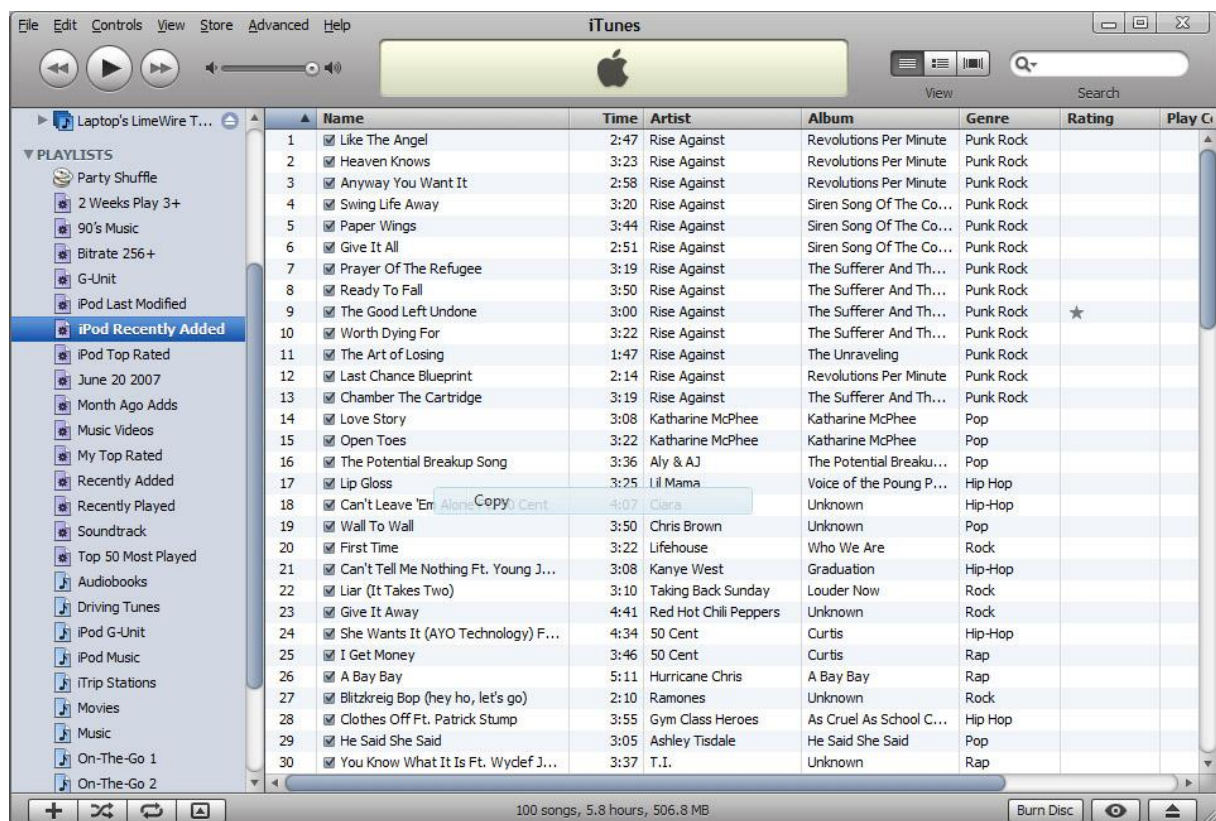 File Edit Controls View Store Advanced Help
iTunes
View
Search
Laptop's LimeWire T...
PLAYLISTS
Party Shuffle
2 Weeks Play 3+
90's Music
Bitrate 256+
G-Unit
iPod Last Modified
iPod Recently Added
iPod Top Rated
June 20 2007
Month Ago Adds
Music Videos
My Top Rated
Recently Added
Recently Played
Soundtrack
Top 50 Most Played
Audiobooks
Driving Tunes
iPod G-Unit
iPod Music
iTrip Stations
Movies
Music
On-The-Go 1
On-The-Go 2
Name Time Artist Album Genre Rating Play Co
1 Like The Angel 2:47 Rise Against Revolutions Per Minute Punk Rock
2 Heaven Knows 3:23 Rise Against Revolutions Per Minute Punk Rock
3 Anyway You Want It 2:58 Rise Against Revolutions Per Minute Punk Rock
4 Swing Life Away 3:20 Rise Against Siren Song Of The Co... Punk Rock
5 Paper Wings 3:44 Rise Against Siren Song Of The Co... Punk Rock
6 Give It All 2:51 Rise Against Siren Song Of The Co... Punk Rock
7 Prayer Of The Refugee 3:19 Rise Against The Sufferer And Th... Punk Rock
8 Ready To Fall 3:50 Rise Against The Sufferer And Th... Punk Rock
9 The Good Left Undone 3:00 Rise Against The Sufferer And Th... Punk Rock
10 Worth Dying For 3:22 Rise Against The Sufferer And Th... Punk Rock
11 The Art of Losing 1:47 Rise Against The Unraveling Punk Rock
12 Last Chance Blueprint 2:14 Rise Against Revolutions Per Minute Punk Rock
13 Chamber The Cartridge 3:19 Rise Against The Sufferer And Th... Punk Rock
14 Love Story 3:08 Katharine McPhee Katharine McPhee Pop
15 Open Toes 3:22 Katharine McPhee Katharine McPhee Pop
16 The Potential Breakup Song 3:36 Aly & AJ The Potential Breaku... Pop
17 Lip Gloss 3:25 Lil Mama Voice of the Poung P... Hip Hop
Copy
18 Can't Leave 'Em Alone 50 Cent 4:07 Ciara Unknown Hip-Hop
19 Wall To Wall 3:50 Chris Brown Unknown Pop
20 First Time 3:22 Lifehouse Who We Are Rock
21 Can't Tell Me Nothing Ft. Young J... 3:08 Kanye West Graduation Hip-Hop
22 Liar (It Takes Two) 3:10 Taking Back Sunday Louder Now Rock
23 Give It Away 4:41 Red Hot Chili Peppers Unknown Rock
24 She Wants It (AYO Technology) F... 4:34 50 Cent Curtis Hip-Hop
25 I Get Money 3:46 50 Cent Curtis Rap
26 A Bay Bay 5:11 Hurricane Chris A Bay Bay Rap
27 Blitzkreig Bop (hey ho, let's go) 2:10 Ramones Unknown Rock
28 Clothes Off Ft. Patrick Stump 3:55 Gym Class Heroes As Cruel As School C... Hip Hop
29 He Said She Said 3:05 Ashley Tisdale He Said She Said Pop
30 You Know What It Is Ft. Wyclef J... 3:37 T.I. Unknown Rap
100 songs, 5.8 hours, 506.8 MB
Burn Disc